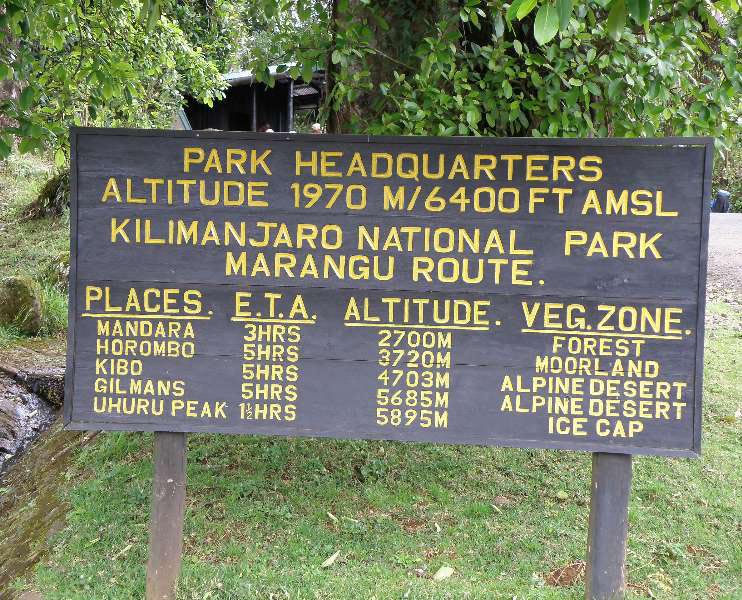 PARK HEADQUARTERS
ALTITUDE 1970 M/6400 FT AMSL
KILIMANJARO NATIONAL PARK
MARANGU ROUTE.
PLACES. E.T.A. ALTITUDE. VEG.ZONE.
MANDARA 3HRS 2700M FOREST
HOROMBO 5HRS 3720M MOORLAND
KIBO 5HRS 4703M ALPINE DESERT
GILMANS 5HRS 5685M ALPINE DESERT
UHURU PEAK 1½HRS 5895M ICE CAP